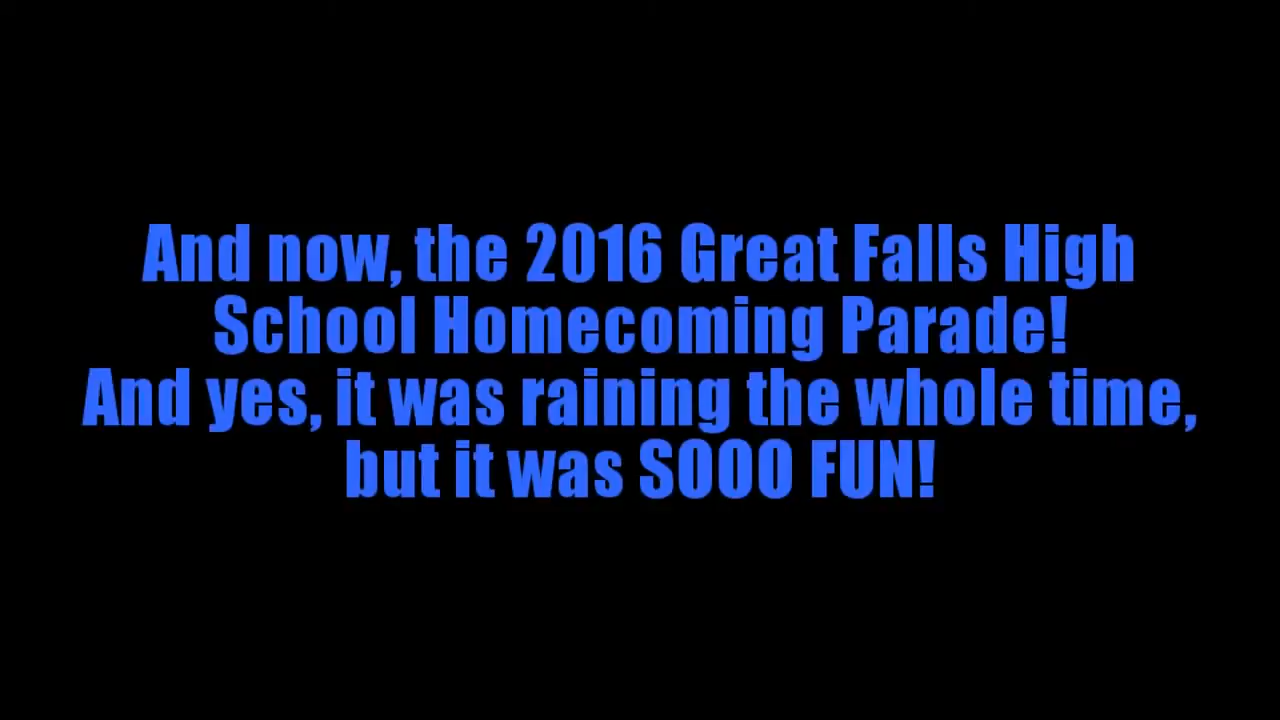 And now, the 2016 Great Falls High
School Homecoming Parade!
And yes, it was raining the whole time,
but it was SOOO FUN!